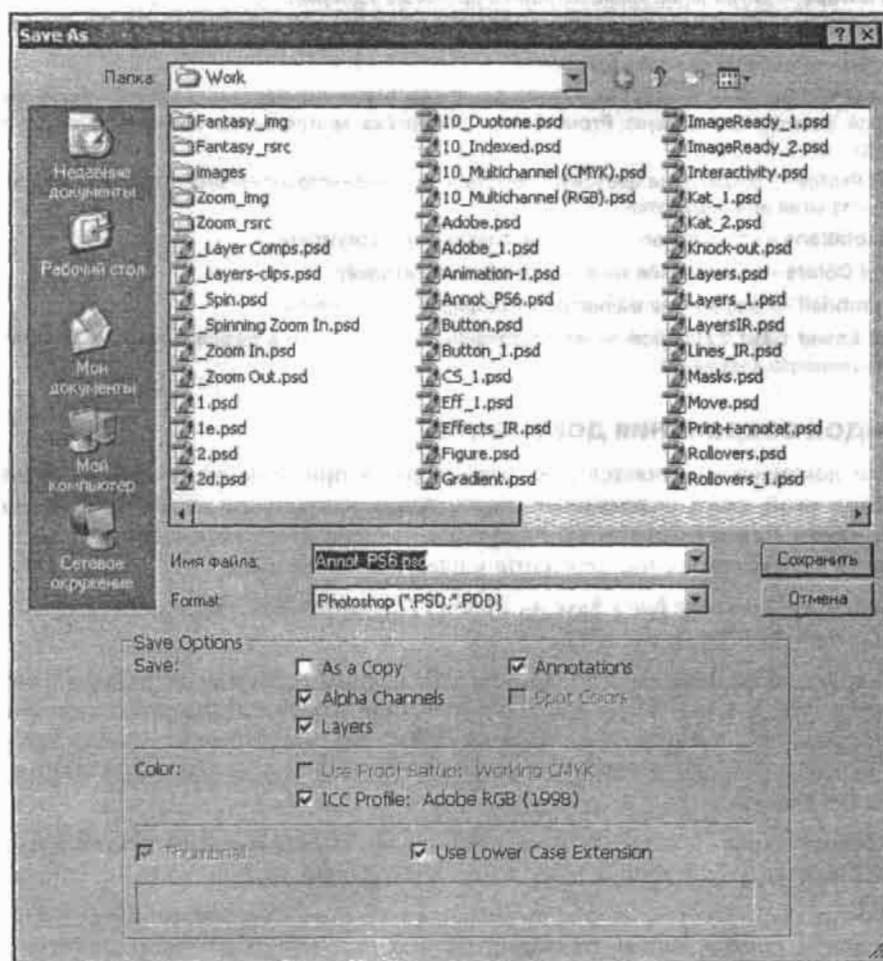 Save As
Папка: Work
Недавние документы
Рабочий стол
Мои документы
Мой компьютер
Сетевое окружение
Fantasy_img
Fantasy_rsrc
images
Zoom_img
Zoom_rsrc
_Layer Comps.psd
_Layers-clips.psd
_Spin.psd
_Spinning Zoom In.psd
_Zoom In.psd
_Zoom Out.psd
1.psd
1e.psd
2.psd
2d.psd
10_Duotone.psd
10_Indexed.psd
10_Multichannel (CMYK).psd
10_Multichannel (RGB).psd
Adobe.psd
Adobe_1.psd
Animation-1.psd
Annot_PS6.psd
Button.psd
Button_1.psd
CS_1.psd
Eff_1.psd
Effects_IR.psd
Figure.psd
Gradient.psd
ImageReady_1.psd
ImageReady_2.psd
Interactivity.psd
Kat_1.psd
Kat_2.psd
Knock-out.psd
Layers.psd
Layers_1.psd
LayersIR.psd
Lines_IR.psd
Masks.psd
Move.psd
Print+annotat.psd
Rollovers.psd
Rollovers_1.psd
Имя файла: Annot_PS6.psd Сохранить
Format: Photoshop (*.PSD;*.PDD) Отмена
Save Options
Save: As a Copy Annotations
Alpha Channels Spot Colors
Layers
Color: Use Proof Setup: Working CMYK
ICC Profile: Adobe RGB (1998)
Thumbnail Use Lower Case Extension